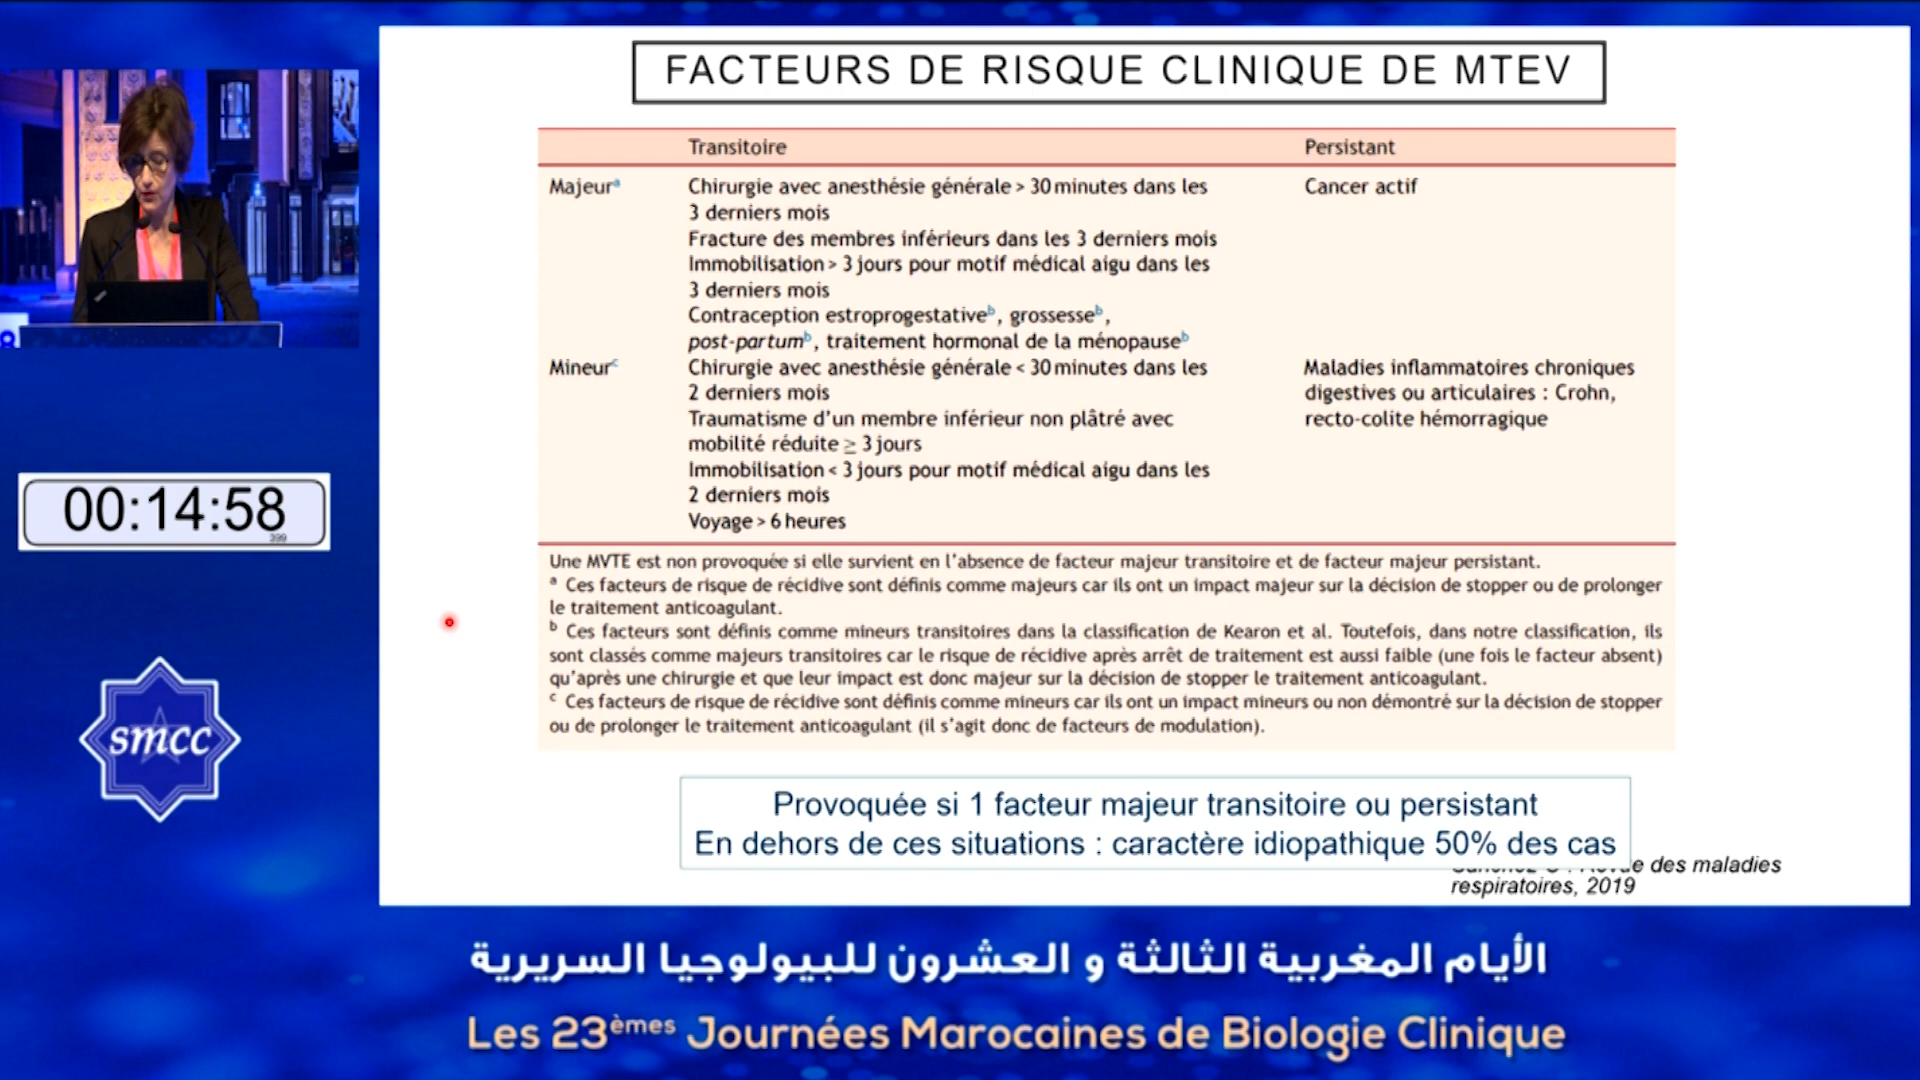 FACTEURS DE RISQUE CLINIQUE DE MTEV
Transitoire Persistant
Majeurᵃ Chirurgie avec anesthésie générale > 30 minutes dans les Cancer actif
3 derniers mois
Fracture des membres inférieurs dans les 3 derniers mois
Immobilisation > 3 jours pour motif médical aigu dans les
3 derniers mois
Contraception estroprogestativeᵇ, grossesseᵇ,
post-partumᵇ, traitement hormonal de la ménopauseᵇ
Mineurᶜ Chirurgie avec anesthésie générale < 30 minutes dans les Maladies inflammatoires chroniques
2 derniers mois digestives ou articulaires : Crohn,
Traumatisme d'un membre inférieur non plâtré avec recto-colite hémorragique
mobilité réduite ≥ 3 jours
Immobilisation < 3 jours pour motif médical aigu dans les
2 derniers mois
Voyage > 6 heures
Une MVTE est non provoquée si elle survient en l'absence de facteur majeur transitoire et de facteur majeur persistant.
ᵃ Ces facteurs de risque de récidive sont définis comme majeurs car ils ont un impact majeur sur la décision de stopper ou de prolonger
le traitement anticoagulant.
ᵇ Ces facteurs sont définis comme mineurs transitoires dans la classification de Kearon et al. Toutefois, dans notre classification, ils
sont classés comme majeurs transitoires car le risque de récidive après arrêt de traitement est aussi faible (une fois le facteur absent)
qu'après une chirurgie et que leur impact est donc majeur sur la décision de stopper le traitement anticoagulant.
ᶜ Ces facteurs de risque de récidive sont définis comme mineurs car ils ont un impact mineurs ou non démontré sur la décision de stopper
ou de prolonger le traitement anticoagulant (il s'agit donc de facteurs de modulation).
Provoquée si 1 facteur majeur transitoire ou persistant
En dehors de ces situations : caractère idiopathique 50% des cas
des maladies
respiratoires, 2019
00:14:58
399
smcc
الأيام المغربية الثالثة و العشرون للبيولوجيا السريرية
Les 23èmes Journées Marocaines de Biologie Clinique